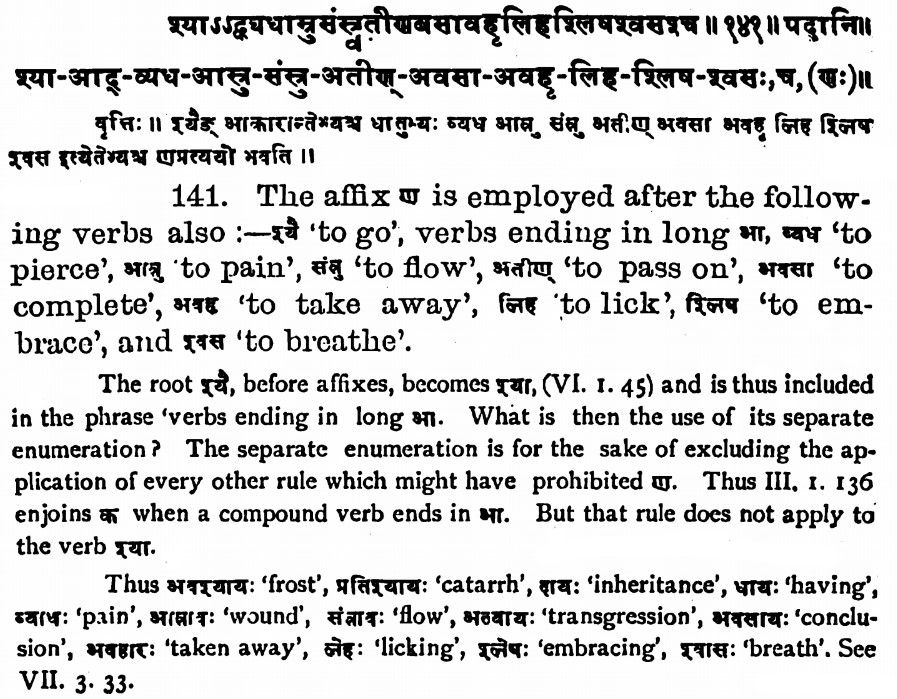 श्याऽऽद्व्यधास्रुसंस्र्वतीणवसावहृलिहश्लिषश्वसश्च ॥ १४१ ॥ पदानि ॥
श्या-आद्-व्यध-आस्रु-संस्रु-अतीण्-अवसा-अवहृ-लिह-श्लिष-श्वसः, च, (णः) ॥
वृत्तिः ॥ श्यैङ् आकारान्तेभ्यश्च धातुभ्यः व्यध आस्रु संस्रु अतीण् अवसा अवहृ लिह श्लिष
श्वस इत्येतेभ्यश्च णप्रत्ययो भवति ॥
141. The affix ण is employed after the follow-
ing verbs also :—श्यै ‘to go’, verbs ending in long आ, व्यध ‘to
pierce’, आस्रु ‘to pain’, संस्रु ‘to flow’, अतीण् ‘to pass on’, अवसा ‘to
complete’, अवहृ ‘to take away’, लिह ‘to lick’, श्लिष ‘to em-
brace’, and श्वस ‘to breathe’.
The root श्यै, before affixes, becomes श्या, (VI. 1. 45) and is thus included
in the phrase ‘verbs ending in long आ. What is then the use of its separate
enumeration? The separate enumeration is for the sake of excluding the ap-
plication of every other rule which might have prohibited ण. Thus III. 1. 136
enjoins क when a compound verb ends in आ. But that rule does not apply to
the verb श्या.
Thus अवश्यायः ‘frost’, प्रतिश्यायः ‘catarrh’, दायः ‘inheritance’, धायः ‘having’,
व्याधः ‘pain’, आस्रावः ‘wound’, संस्रावः ‘flow’, अत्यायः ‘transgression’, अवसायः ‘conclu-
sion’, अवहारः ‘taken away’, लेहः ‘licking’, श्लेषः ‘embracing’, श्वासः ‘breath’. See
VII. 3. 33.